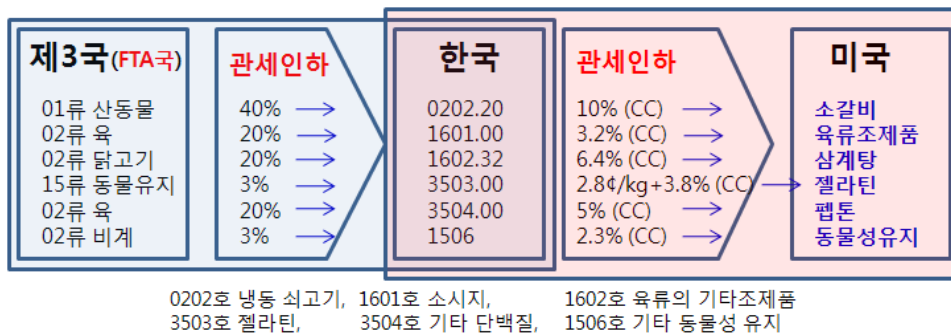 제3국(FTA국) 관세인하 한국 관세인하 미국
01류 산동물 40% → 0202.20 10% (CC) → 소갈비
02류 육 20% → 1601.00 3.2% (CC) → 육류조제품
02류 닭고기 20% → 1602.32 6.4% (CC) → 삼계탕
15류 동물유지 3% → 3503.00 2.8¢/kg+3.8% (CC) → 젤라틴
02류 육 20% → 3504.00 5% (CC) → 펩톤
02류 비계 3% → 1506 2.3% (CC) → 동물성유지
0202호 냉동 쇠고기, 1601호 소시지, 1602호 육류의 기타조제품
3503호 젤라틴, 3504호 기타 단백질, 1506호 기타 동물성 유지